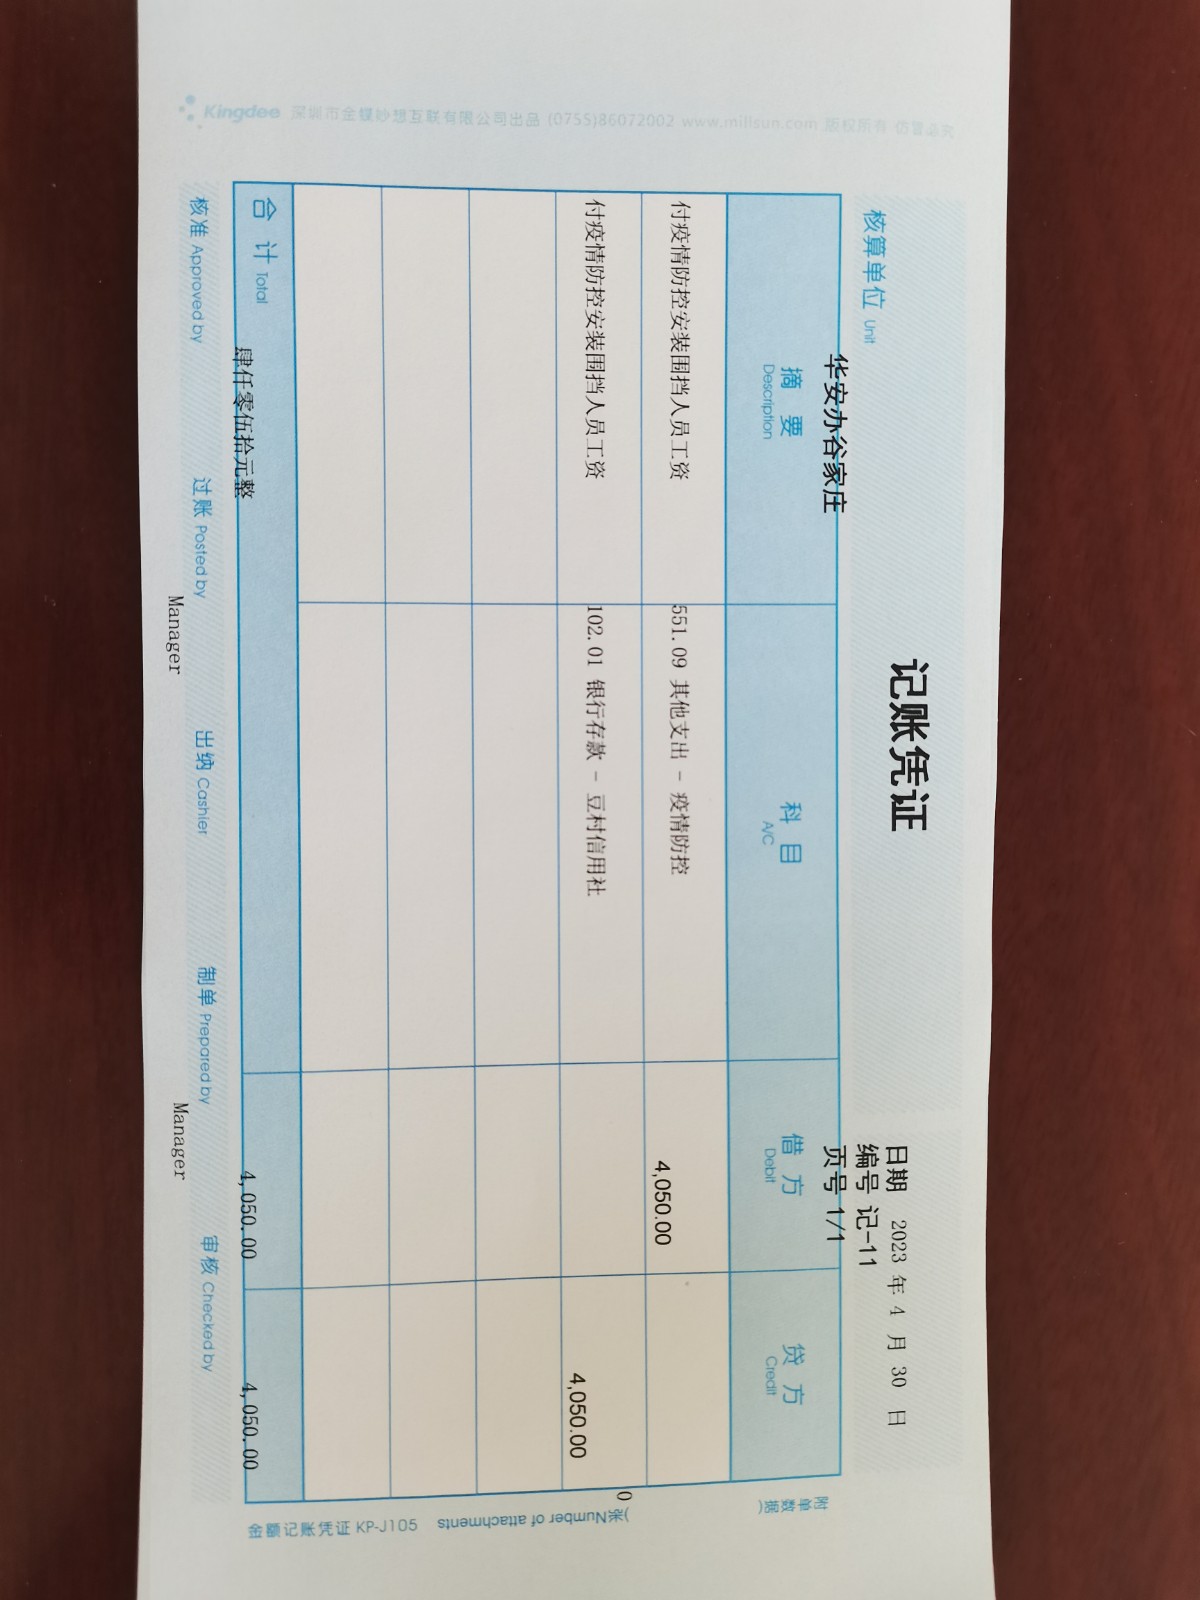 记账凭证
日期 2023 年 4 月 30 日
编号 记-11
核算单位 Unit 华安办谷家庄
页号 1/1
摘 要 Description 科 目 A/C 借 方 Debit 贷 方 Credit
付疫情防控安装围挡人员工资 551.09 其他支出 - 疫情防控 4,050.00
付疫情防控安装围挡人员工资 102.01 银行存款 - 豆村信用社 4,050.00
合 计 Total 肆仟零伍拾元整 4,050.00 4,050.00
附单据数(
0
张Number of attachments)
金额记账凭证 KP-J105
核准 Approved by 过账 Posted by Manager 出纳 Cashier 制单 Prepared by Manager 审核 Checked by
Kingdee 深圳市金蝶妙想互联有限公司出品 (0755)86072002 www.millsun.com 版权所有 仿冒必究